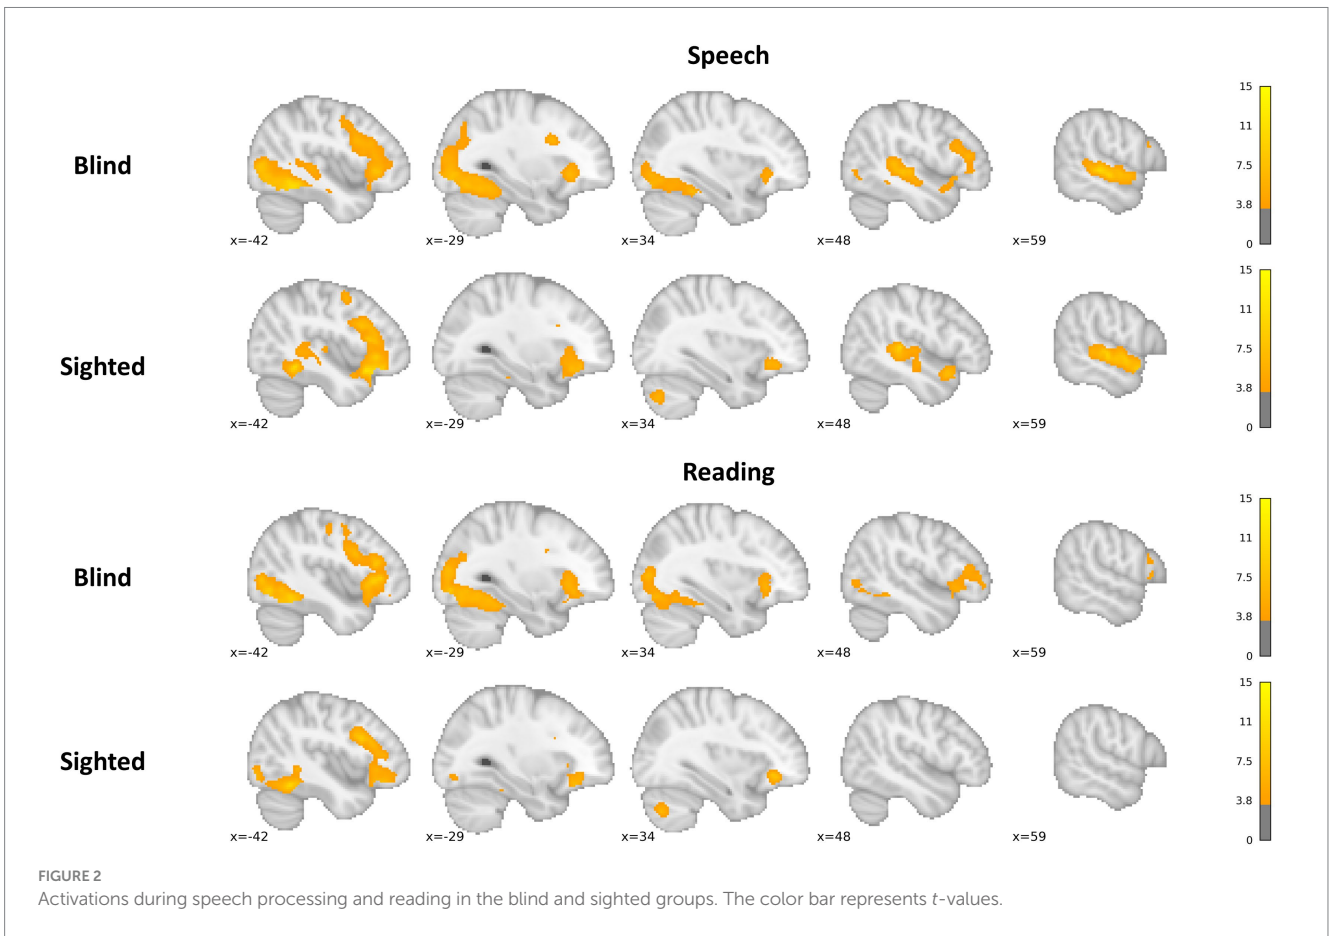 Speech
Blind
15
11
7.5
3.8
0
x=-42
x=-29
x=34
x=48
x=59
Sighted
15
11
7.5
3.8
0
x=-42
x=-29
x=34
x=48
x=59
Reading
Blind
15
11
7.5
3.8
0
x=-42
x=-29
x=34
x=48
x=59
Sighted
15
11
7.5
3.8
0
x=-42
x=-29
x=34
x=48
x=59
FIGURE 2
Activations during speech processing and reading in the blind and sighted groups. The color bar represents t-values.